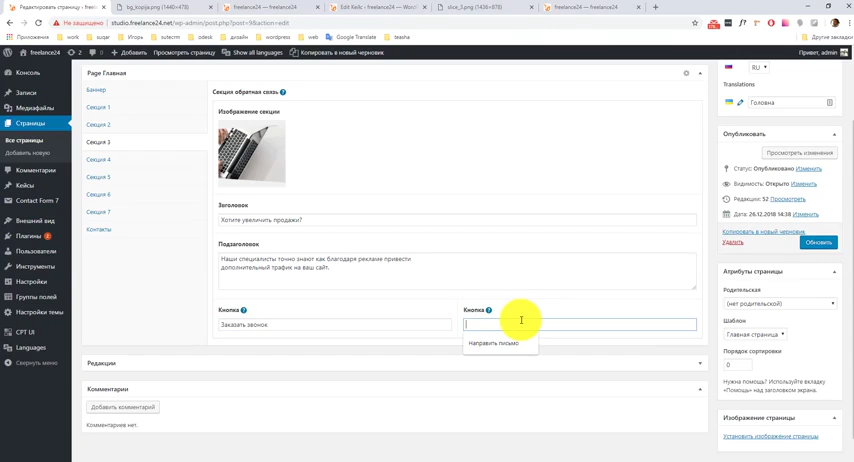 Редактировать страницу ‹ freelan
bg_kopija.png (1440×478)
freelance24 —
Edit Кейс ‹ freelance24 — WordPr
slice_3.png (1436×828)
freelance24 —
Не защищено
studio.freelance24.net/wp-admin/post.php?post=9&action=edit
Приложения
work
sugar
Игорь
sutecrm
odesk
дизайн
wordpress
web
Google Translate
teasha
Другие закладки
freelance24
2
0
Добавить
Просмотреть страницу
Show all languages
Копировать в новый черновик
Привет, admin
Консоль
Записи
Медиафайлы
Страницы
Все страницы
Добавить новую
Комментарии
Кейсы
Contact Form 7
Внешний вид
Плагины 2
Пользователи
Инструменты
Настройки
Группы полей
Настройки темы
CPT UI
Languages
Свернуть меню
Page Главная
Баннер
Секция 1
Секция 2
Секция 3
Секция 4
Секция 5
Секция 6
Секция 7
Контакты
Секция обратная связь
Изображение секции
Зеголовок
Хотите увеличить продажи?
Подзаголовок
Наши специалисты точно знают как благодаря рекламе привести
дополнительный трафик на ваш сайт.
Кнопка
Заказать звонок
Кнопка
Направить письмо
Редакции
Комментарии
Добавить комментарий
Комментариев нет.
RU
Translations
Головна
Опубликовать
Просмотреть изменения
Статус: Опубликовано Изменить
Видимость: Открыто Изменить
Редакции: 52 Просмотреть
Дата: 26.12.2018 14:38 Изменить
Копировать в новый черновик
Удалить
Обновить
Атрибуты страницы
Родительская
(нет родительской)
Шаблон
Главная страница
Порядок сортировки
0
Нужна помощь? Используйте вкладку
«Помощь» над заголовком экрана.
Изображение страницы
Установить изображение страницы